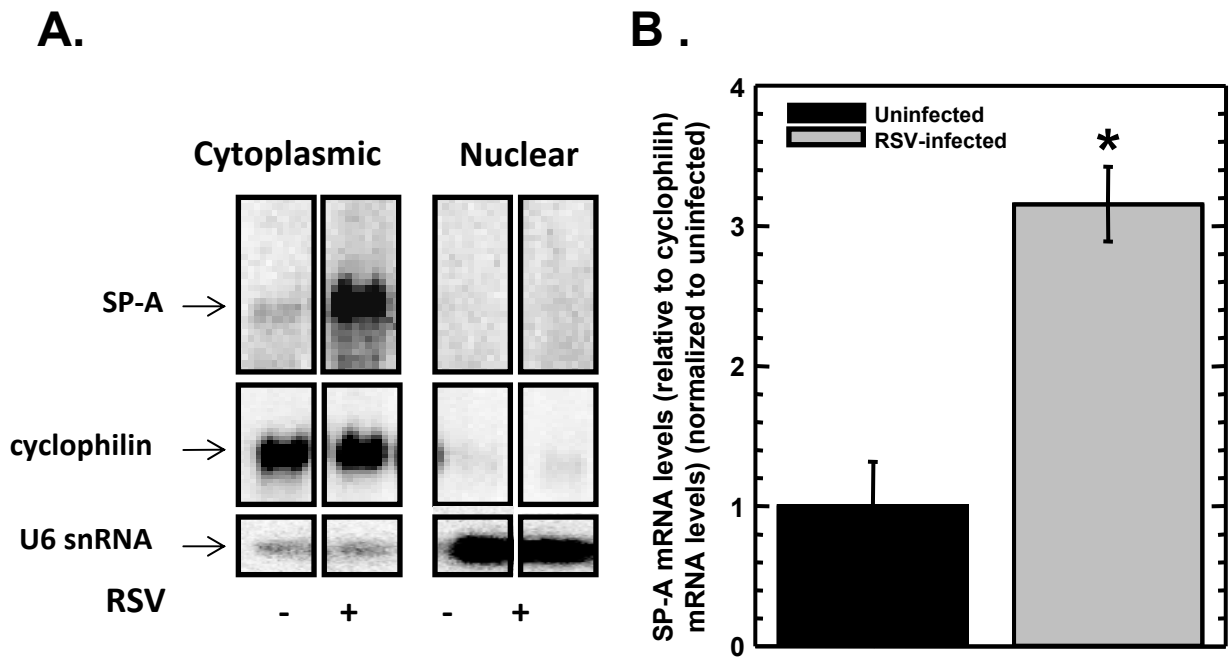 A.
Cytoplasmic Nuclear
SP-A
cyclophilin
U6 snRNA
RSV - + - +
B .
SP-A mRNA levels (relative to cyclophilih)
mRNA levels) (normalized to uninfected)
4
3
2
1
0
Uninfected
RSV-infected
*